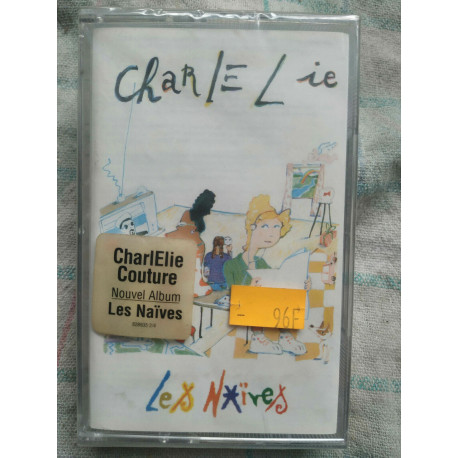 CharlElie
CharlElie
Couture
Nouvel Album
Les Naïves
96F
Les Naïves